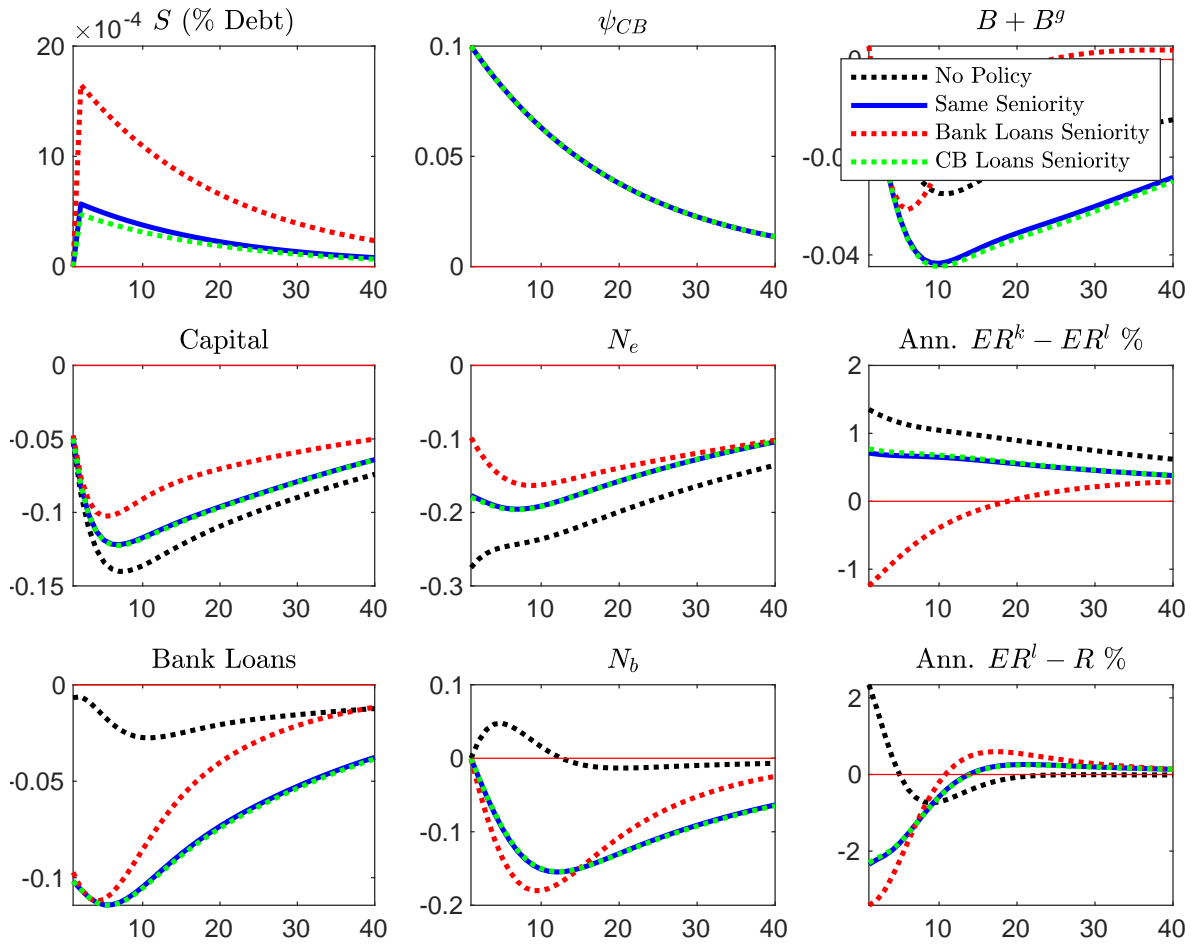 ×10⁻⁴ S (% Debt)
20
10
0
10 20 30 40
ψ_CB
0.1
0.05
0
10 20 30 40
B + B^g
-0.04
10 20 30 40
No Policy
Same Seniority
Bank Loans Seniority
CB Loans Seniority
Capital
0
-0.05
-0.1
-0.15
10 20 30 40
N_e
0
-0.1
-0.2
-0.3
10 20 30 40
Ann. ER^k − ER^l %
2
1
0
-1
10 20 30 40
Bank Loans
0
-0.05
-0.1
10 20 30 40
N_b
0.1
0
-0.1
-0.2
10 20 30 40
Ann. ER^l − R %
2
0
-2
10 20 30 40